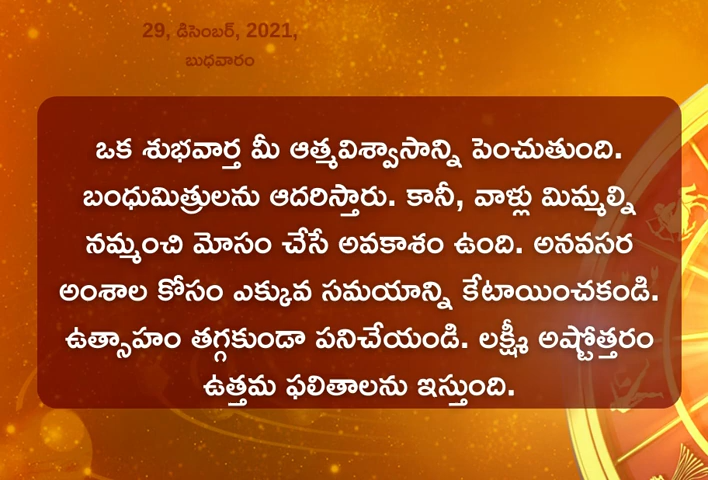 29, డిసెంబర్, 2021,
బుధవారం
ఒక శుభవార్త మీ ఆత్మవిశ్వాసాన్ని పెంచుతుంది.
బంధుమిత్రులను ఆదరిస్తారు. కానీ, వాళ్లు మిమ్మల్ని
నమ్మంచి మోసం చేసే అవకాశం ఉంది. అనవసర
అంశాల కోసం ఎక్కువ సమయాన్ని కేటాయించకండి.
ఉత్సాహం తగ్గకుండా పనిచేయండి. లక్ష్మీ అష్టోత్తరం
ఉత్తమ ఫలితాలను ఇస్తుంది.